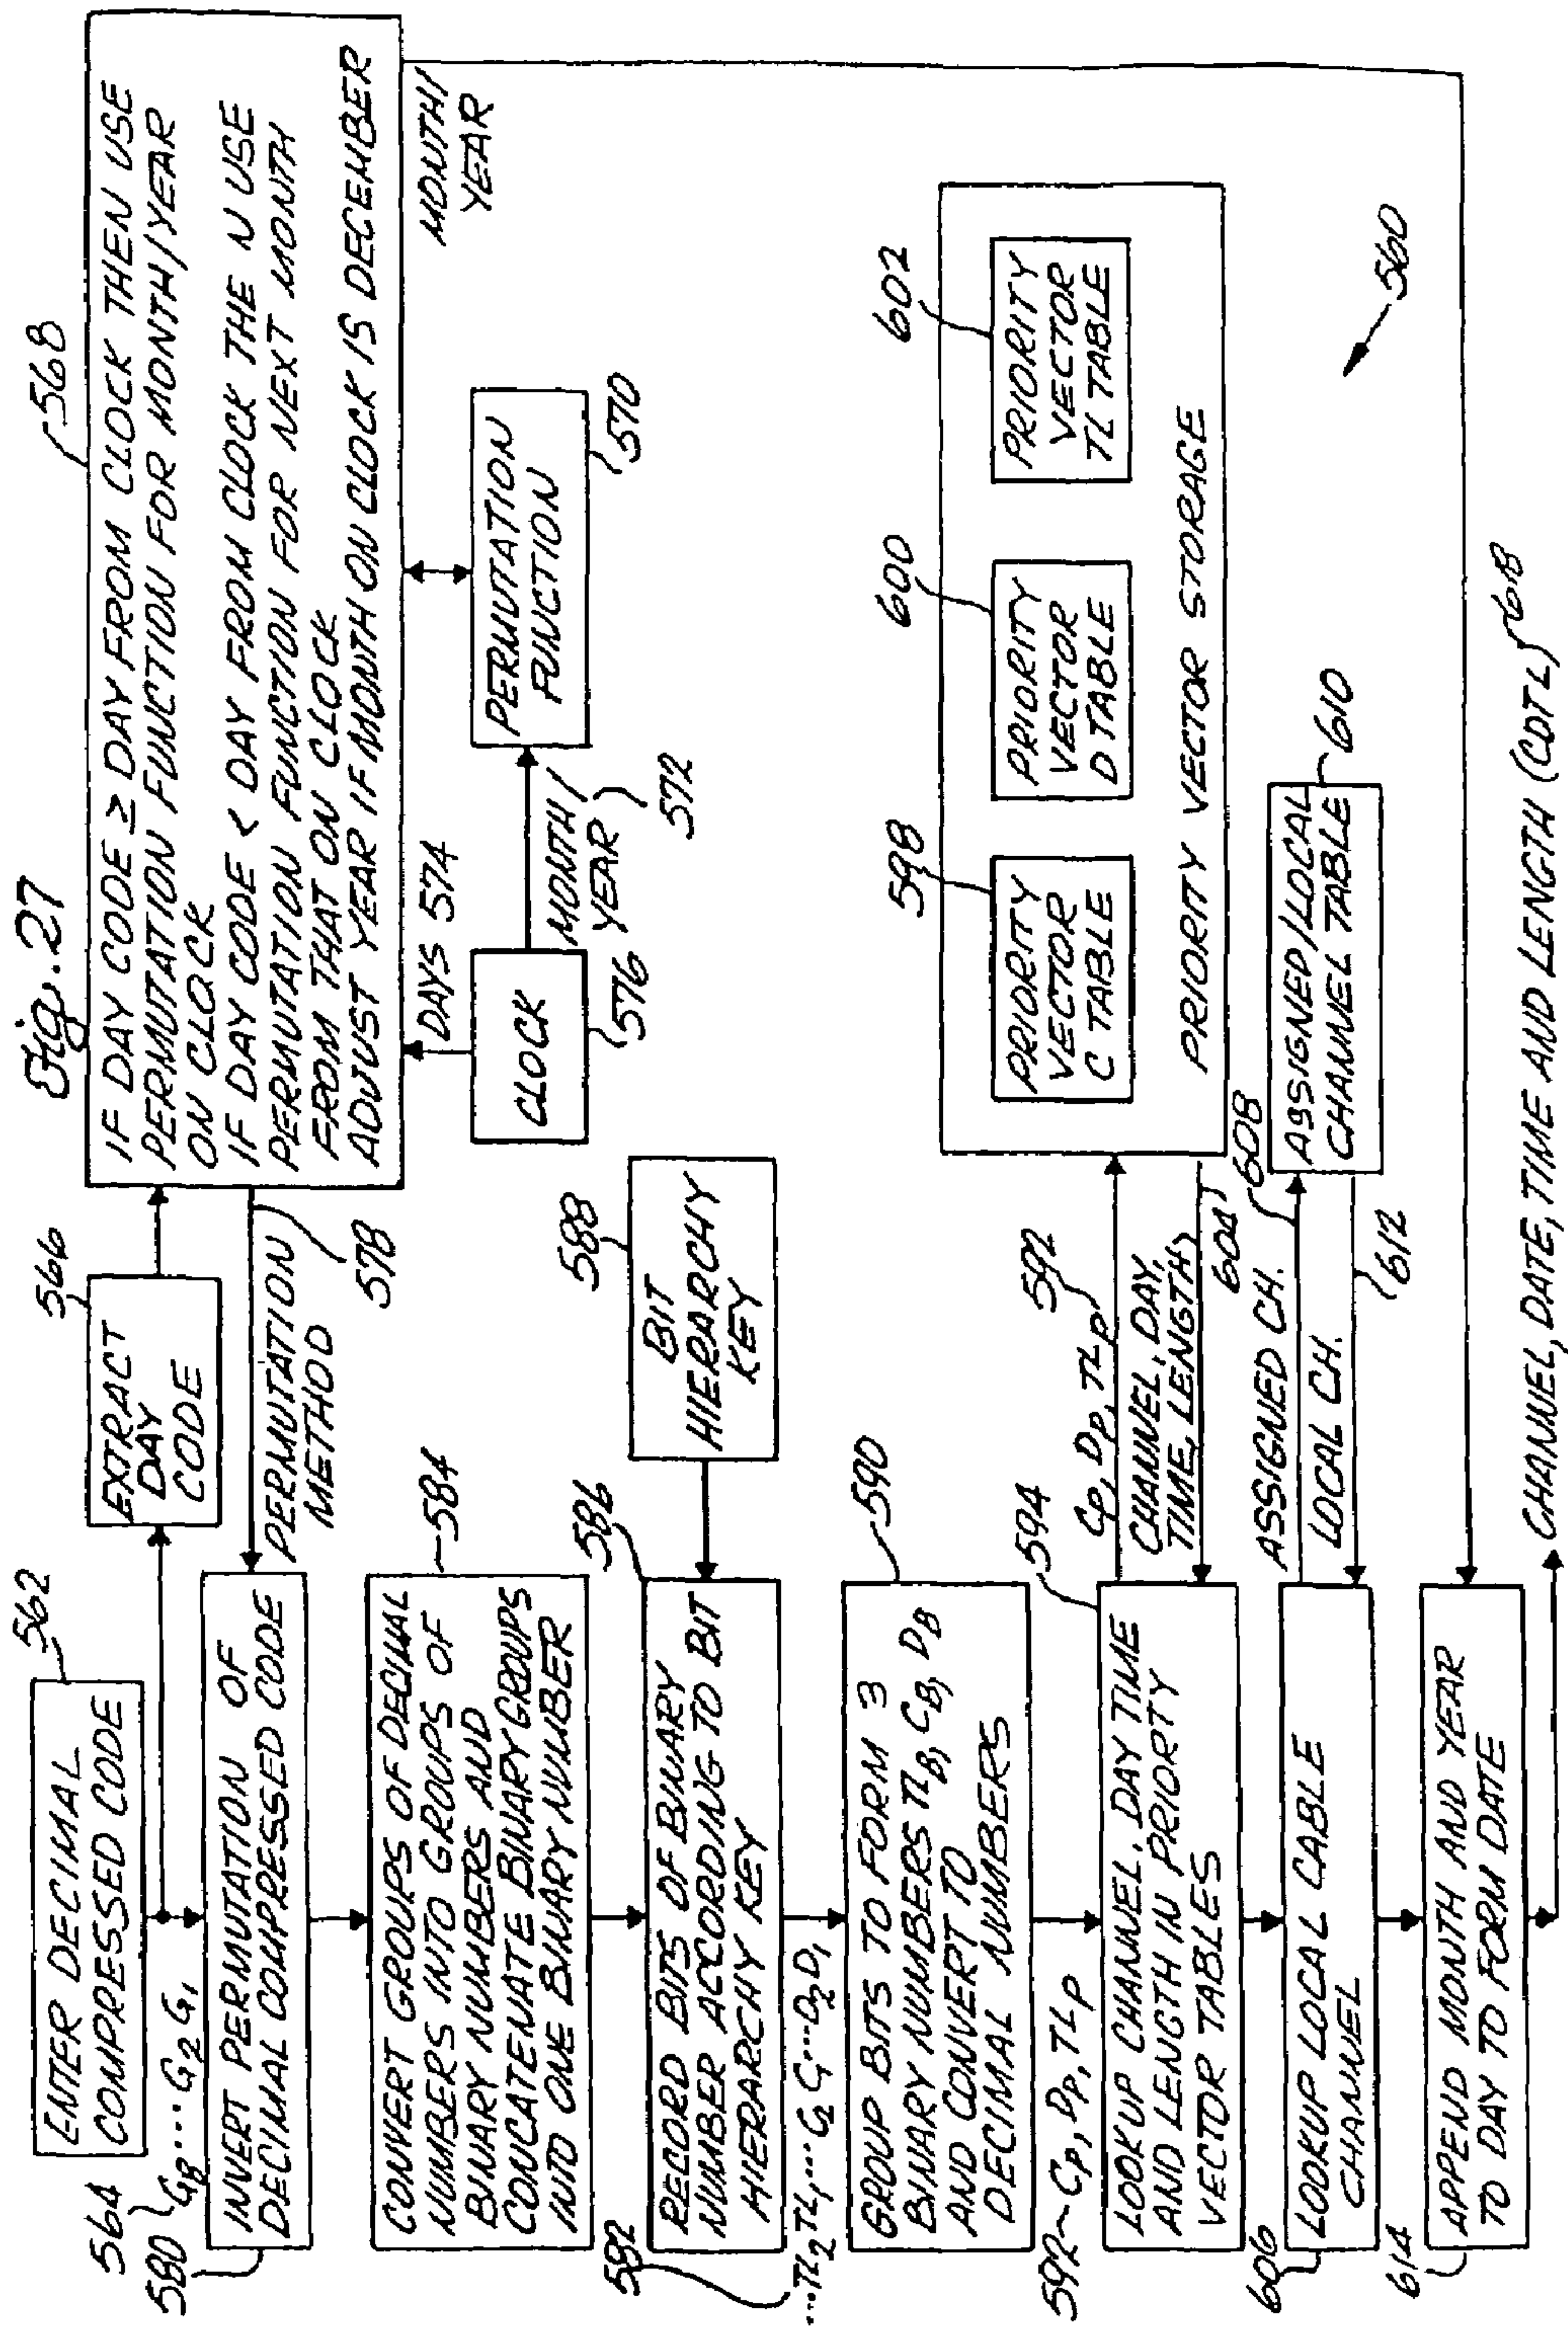 Fig. 27
562
ENTER DECIMAL
COMPRESSED CODE
564
G8 ... G2 G1
566
EXTRACT
DAY
CODE
568
IF DAY CODE ≥ DAY FROM CLOCK THEN USE
PERMUTATION FUNCTION FOR MONTH/YEAR
ON CLOCK
IF DAY CODE < DAY FROM CLOCK THE N USE
PERMUTATION FUNCTION FOR NEXT MONTH
FROM THAT ON CLOCK
ADJUST YEAR IF MONTH ON CLOCK IS DECEMBER
580
INVERT PERMUTATION OF
DECIMAL COMPRESSED CODE
PERMUTATION
METHOD
578
DAYS 574
CLOCK
576
MONTH/
YEAR
572
PERMUTATION
FUNCTION
570
MONTH/
YEAR
584
CONVERT GROUPS OF DECIMAL
NUMBERS INTO GROUPS OF
BINARY NUMBERS AND
CONCATENATE BINARY GROUPS
INTO ONE BINARY NUMBER
586
RECORD BITS OF BINARY
NUMBER ACCORDING TO BIT
HIERARCHY KEY
588
BIT
HIERARCHY
KEY
582
...TL2 TL1 ... C2 C1 ... D2 D1
590
GROUP BITS TO FORM 3
BINARY NUMBERS TLB, CB, DB
AND CONVERT TO
DECIMAL NUMBERS
592 CP, DP, TLP
594
LOOKUP CHANNEL, DAY TIME
AND LENGTH IN PRIORITY
VECTOR TABLES
CP, DP, TLP 592
CHANNEL, DAY,
TIME, LENGTH
604
598
PRIORITY
VECTOR
C TABLE
600
PRIORITY
VECTOR
D TABLE
602
PRIORITY
VECTOR
TL TABLE
PRIORITY VECTOR STORAGE
606
LOOKUP LOCAL CABLE
CHANNEL
ASSIGNED CH.
608
LOCAL CH.
612
ASSIGNED/LOCAL
CHANNEL TABLE
610
560
614
APPEND MONTH AND YEAR
TO DAY TO FORM DATE
CHANNEL, DATE, TIME AND LENGTH (CDTL)
618